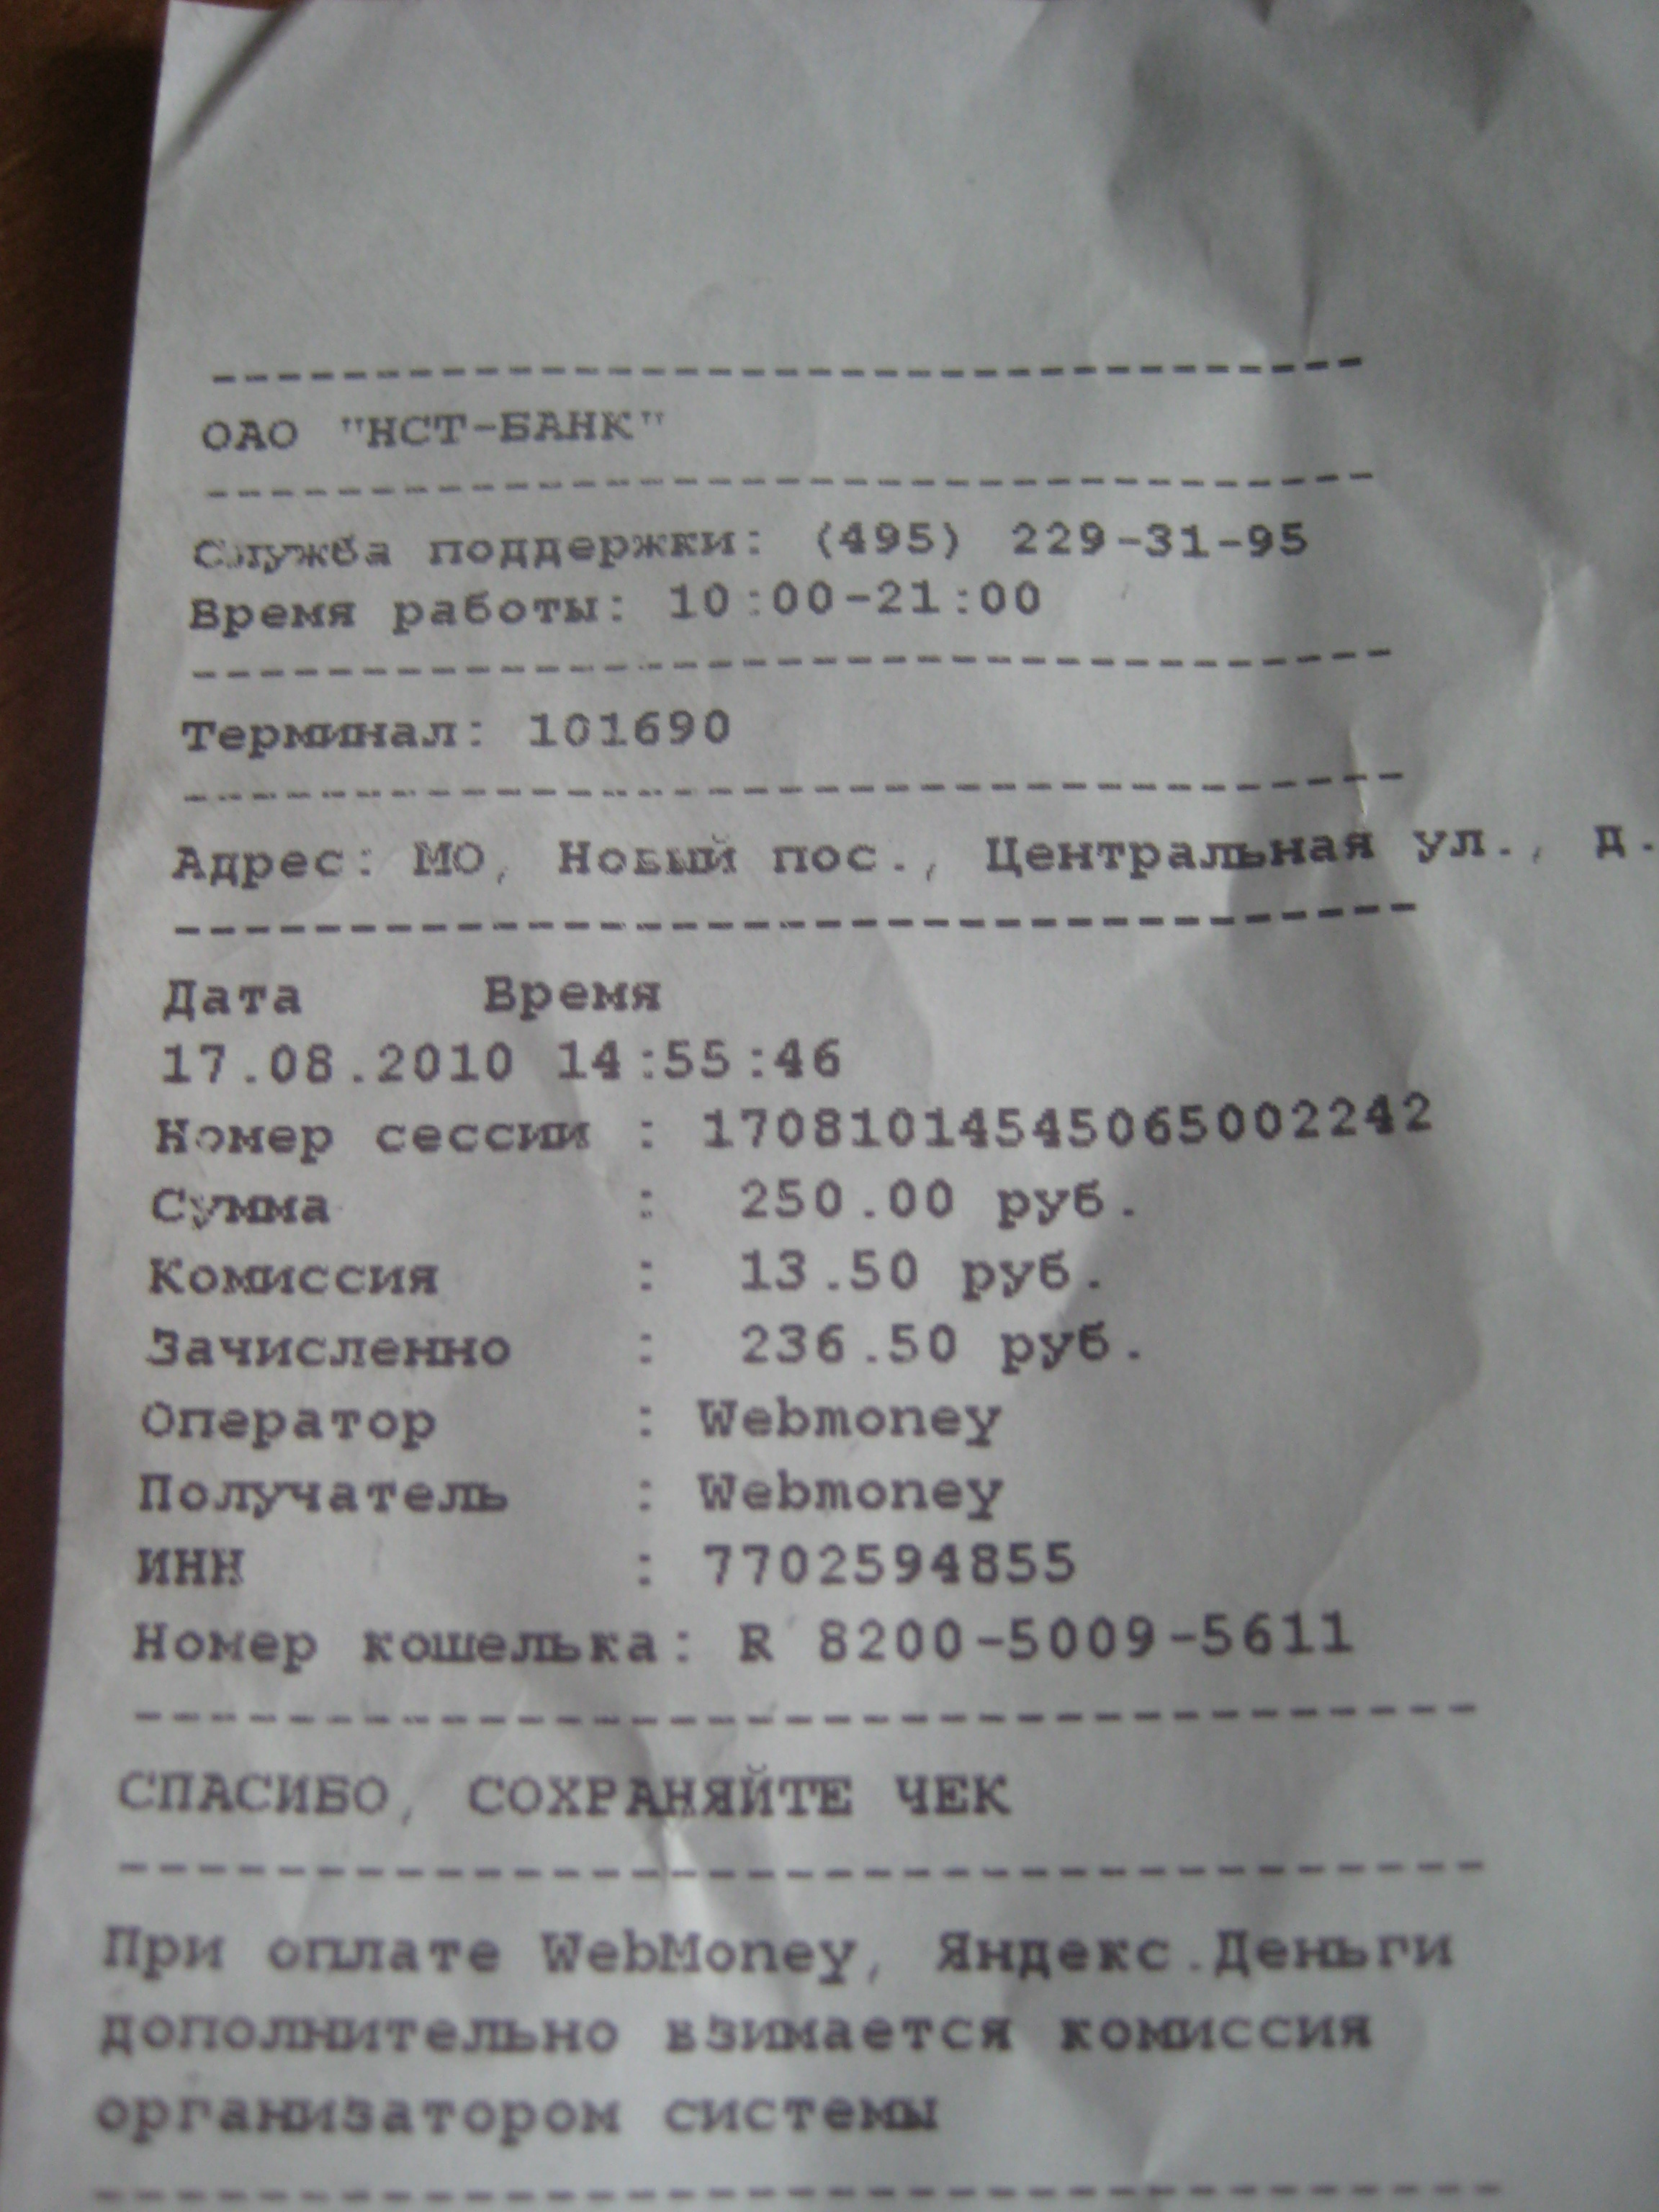 ОАО "НСТ-БАНК"
Служба поддержки: (495) 229-31-95
Время работы: 10:00-21:00
Терминал: 101690
Адрес: МО, Новый пос., Центральная ул., д.
Дата Время
17.08.2010 14:55:46
Номер сессии : 17081014545065002242
Сумма : 250.00 руб.
Комиссия : 13.50 руб.
Зачисленно : 236.50 руб.
Оператор : Webmoney
Получатель : Webmoney
ИНН : 7702594855
Номер кошелька: R 8200-5009-5611
СПАСИБО, СОХРАНЯЙТЕ ЧЕК
При оплате WebMoney, Яндекс.Деньги
дополнительно взимается комиссия
организатором системы